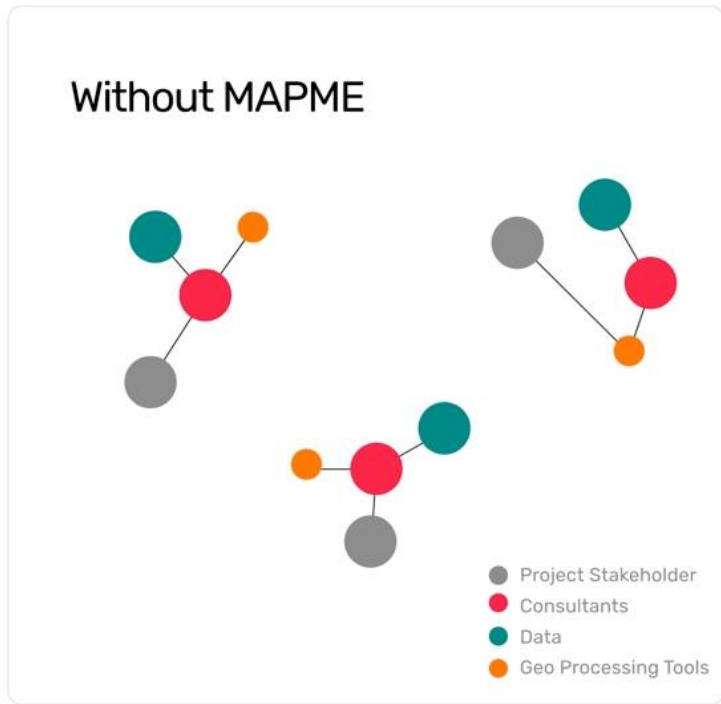 Without MAPME
Project Stakeholder
Consultants
Data
Geo Processing Tools